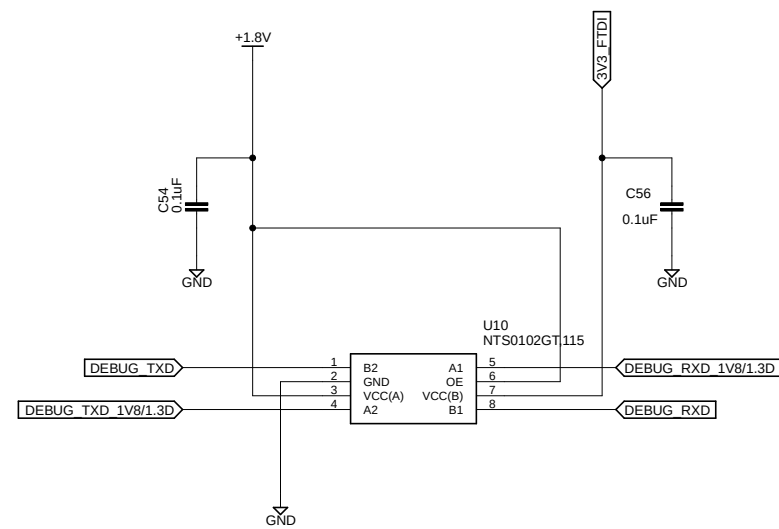 +1.8V
3V3_FTDI
C54
0.1uF
C56
0.1uF
GND
GND
U10
NTS0102GT,115
DEBUG_TXD
1
B2
A1
5
DEBUG_RXD_1V8/1.3D
2
GND
OE
6
3
VCC(A)
VCC(B)
7
DEBUG_TXD_1V8/1.3D
4
A2
B1
8
DEBUG_RXD
GND